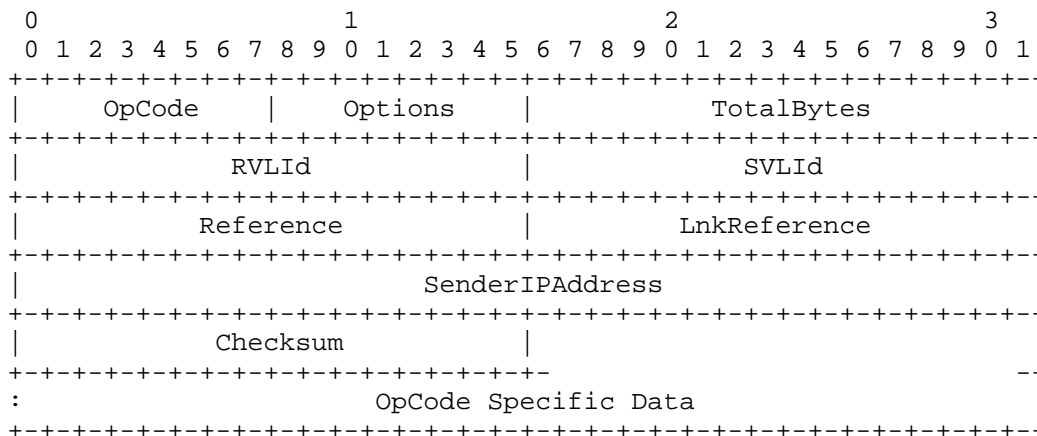 0                   1                   2                   3
 0 1 2 3 4 5 6 7 8 9 0 1 2 3 4 5 6 7 8 9 0 1 2 3 4 5 6 7 8 9 0 1
+-+-+-+-+-+-+-+-+-+-+-+-+-+-+-+-+-+-+-+-+-+-+-+-+-+-+-+-+-+-+-+--
|     OpCode    |    Options    |           TotalBytes
+-+-+-+-+-+-+-+-+-+-+-+-+-+-+-+-+-+-+-+-+-+-+-+-+-+-+-+-+-+-+-+--
|             RVLId             |             SVLId
+-+-+-+-+-+-+-+-+-+-+-+-+-+-+-+-+-+-+-+-+-+-+-+-+-+-+-+-+-+-+-+--
|           Reference           |         LnkReference
+-+-+-+-+-+-+-+-+-+-+-+-+-+-+-+-+-+-+-+-+-+-+-+-+-+-+-+-+-+-+-+--
|                         SenderIPAddress
+-+-+-+-+-+-+-+-+-+-+-+-+-+-+-+-+-+-+-+-+-+-+-+-+-+-+-+-+-+-+-+--
|            Checksum           |
+-+-+-+-+-+-+-+-+-+-+-+-+-+-+-+-+-                             --
:                      OpCode Specific Data
+-+-+-+-+-+-+-+-+-+-+-+-+-+-+-+-+-+-+-+-+-+-+-+-+-+-+-+-+-+-+-+--